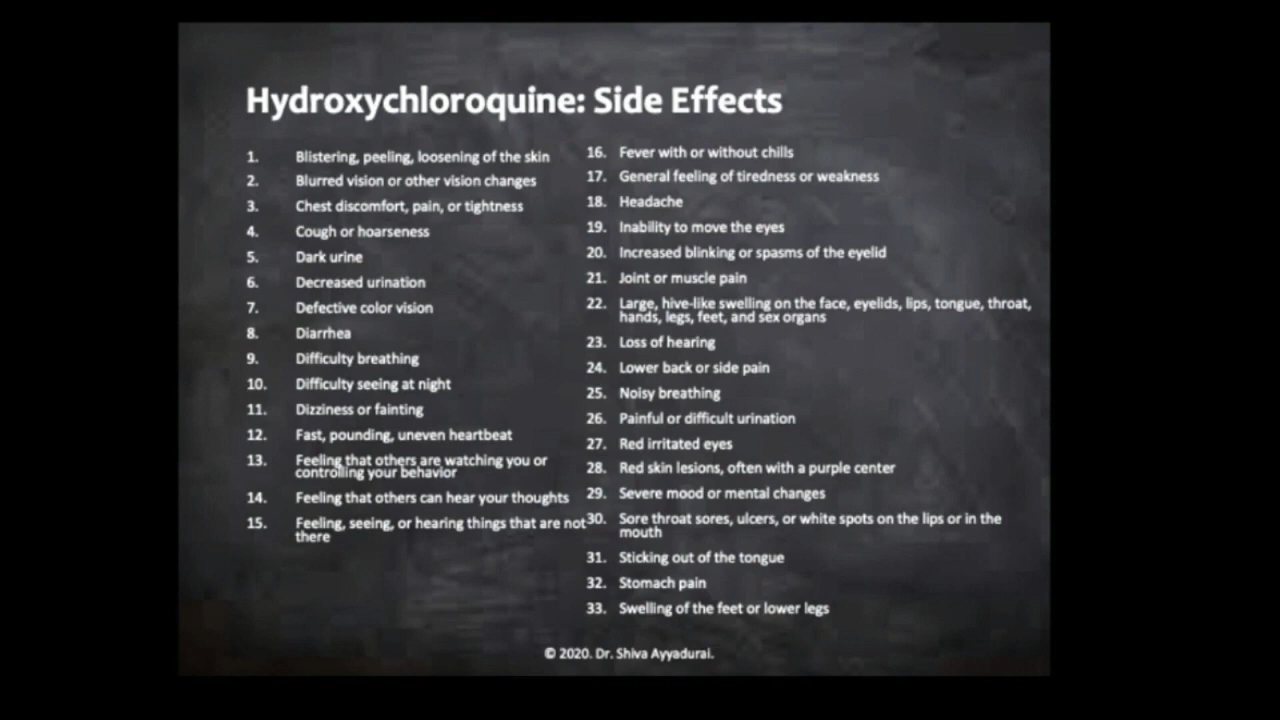 Hydroxychloroquine: Side Effects
1. Blistering, peeling, loosening of the skin
2. Blurred vision or other vision changes
3. Chest discomfort, pain, or tightness
4. Cough or hoarseness
5. Dark urine
6. Decreased urination
7. Defective color vision
8. Diarrhea
9. Difficulty breathing
10. Difficulty seeing at night
11. Dizziness or fainting
12. Fast, pounding, uneven heartbeat
13. Feeling that others are watching you or
controlling your behavior
14. Feeling that others can hear your thoughts
15. Feeling, seeing, or hearing things that are not
there
16. Fever with or without chills
17. General feeling of tiredness or weakness
18. Headache
19. Inability to move the eyes
20. Increased blinking or spasms of the eyelid
21. Joint or muscle pain
22. Large, hive-like swelling on the face, eyelids, lips, tongue, throat,
hands, legs, feet, and sex organs
23. Loss of hearing
24. Lower back or side pain
25. Noisy breathing
26. Painful or difficult urination
27. Red irritated eyes
28. Red skin lesions, often with a purple center
29. Severe mood or mental changes
30. Sore throat sores, ulcers, or white spots on the lips or in the
mouth
31. Sticking out of the tongue
32. Stomach pain
33. Swelling of the feet or lower legs
© 2020. Dr. Shiva Ayyadurai.